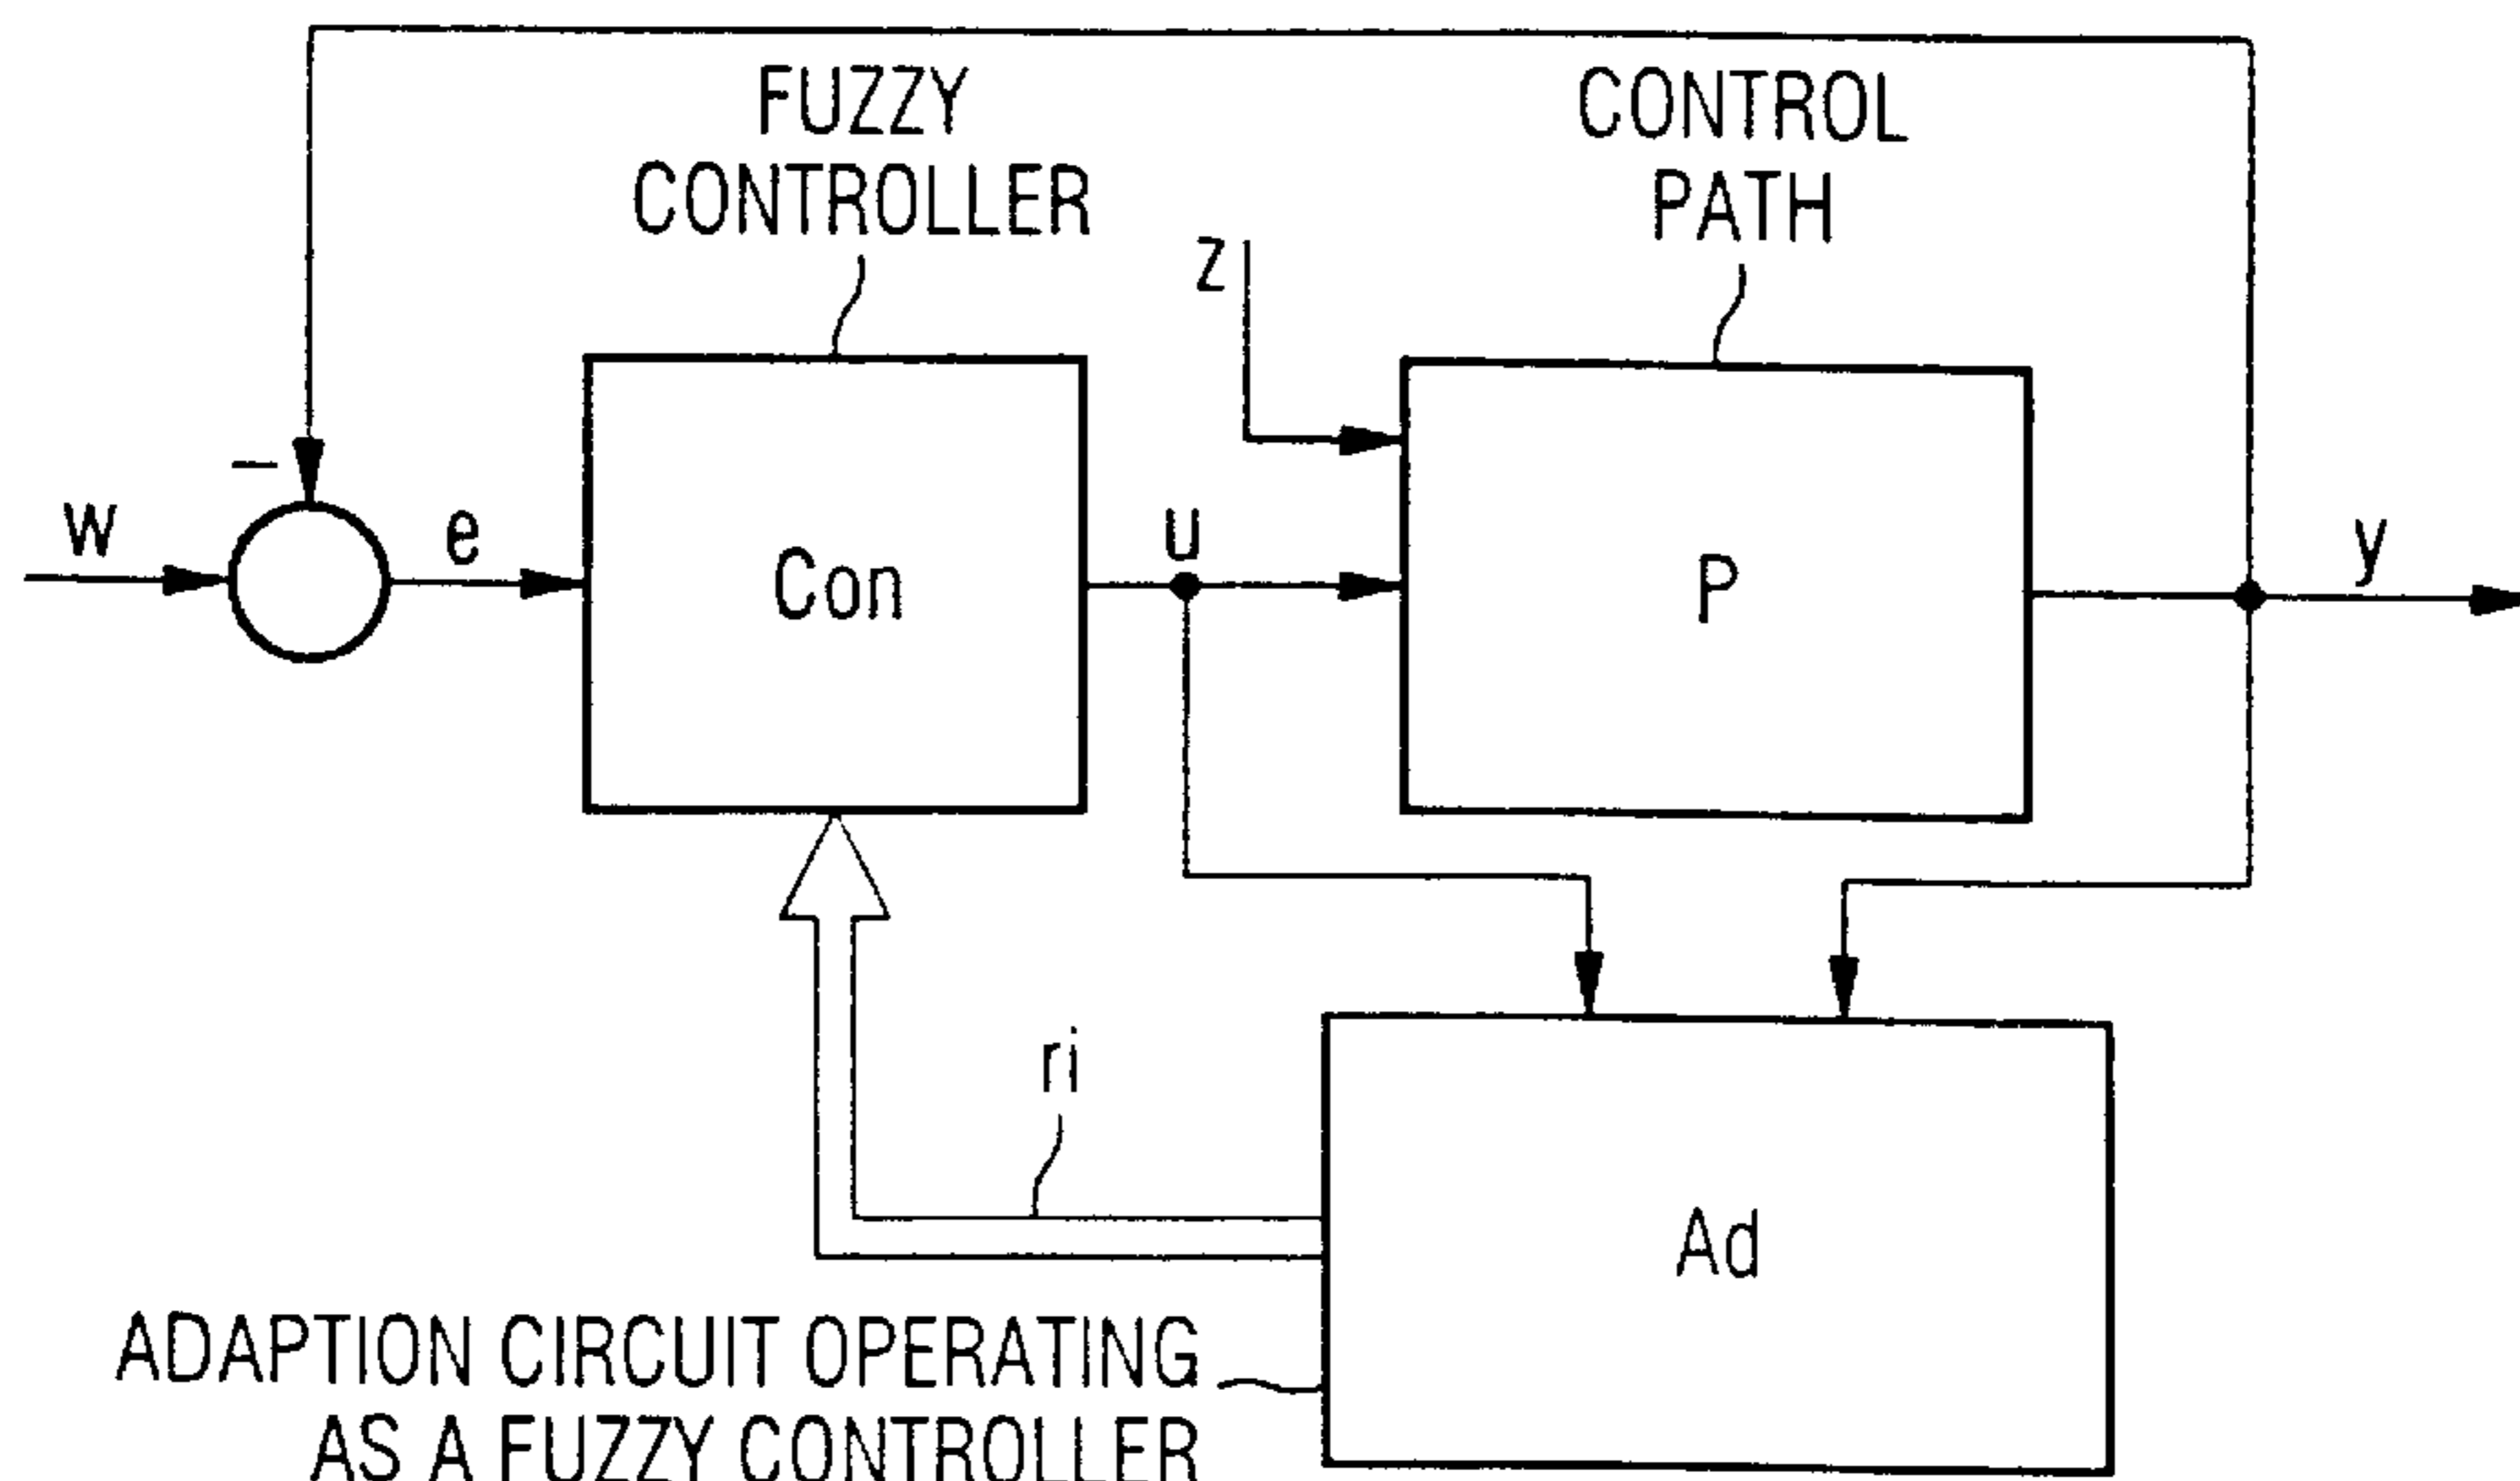 FUZZY
CONTROLLER
CONTROL
PATH
z
–
w
e
Con
u
P
y
ri
Ad
ADAPTION CIRCUIT OPERATING
AS A FUZZY CONTROLLER